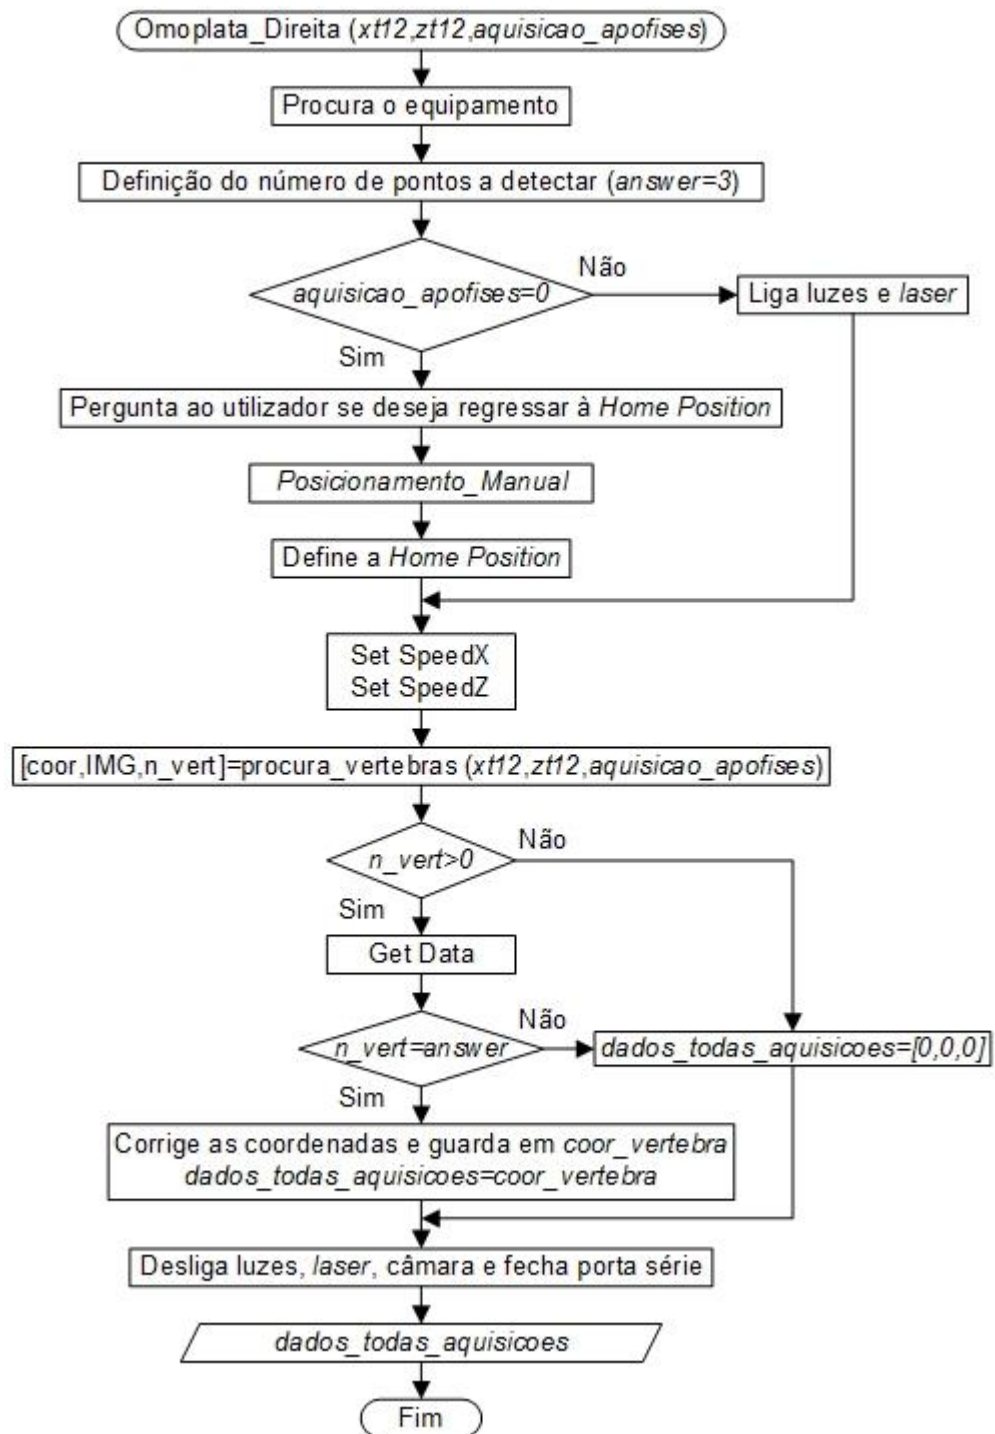 Omoplata_Direita (xt12,zt12,aquisicao_apofises)
Procura o equipamento
Definição do número de pontos a detectar (answer=3)
aquisicao_apofises=0
Não
Liga luzes e laser
Sim
Pergunta ao utilizador se deseja regressar à Home Position
Posicionamento_Manual
Define a Home Position
Set SpeedX
Set SpeedZ
[coor,IMG,n_vert]=procura_vertebras (xt12,zt12,aquisicao_apofises)
n_vert>0
Não
Sim
Get Data
n_vert=answer
Não
dados_todas_aquisicoes=[0,0,0]
Sim
Corrige as coordenadas e guarda em coor_vertebra
dados_todas_aquisicoes=coor_vertebra
Desliga luzes, laser, câmara e fecha porta série
dados_todas_aquisicoes
Fim